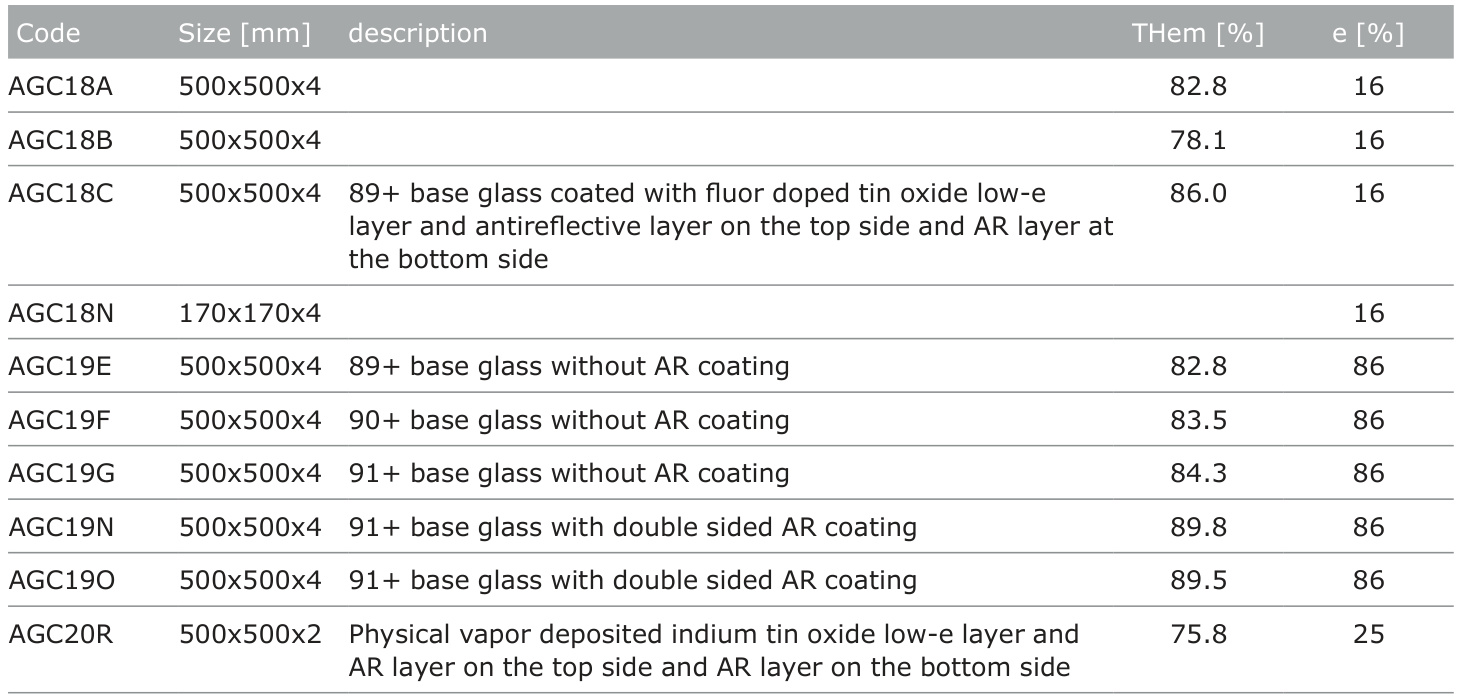 Code Size [mm] description THem [%] e [%]
AGC18A 500x500x4 82.8 16
AGC18B 500x500x4 78.1 16
AGC18C 500x500x4 89+ base glass coated with fluor doped tin oxide low-e 86.0 16
layer and antireflective layer on the top side and AR layer at
the bottom side
AGC18N 170x170x4 16
AGC19E 500x500x4 89+ base glass without AR coating 82.8 86
AGC19F 500x500x4 90+ base glass without AR coating 83.5 86
AGC19G 500x500x4 91+ base glass without AR coating 84.3 86
AGC19N 500x500x4 91+ base glass with double sided AR coating 89.8 86
AGC19O 500x500x4 91+ base glass with double sided AR coating 89.5 86
AGC20R 500x500x2 Physical vapor deposited indium tin oxide low-e layer and 75.8 25
AR layer on the top side and AR layer on the bottom side